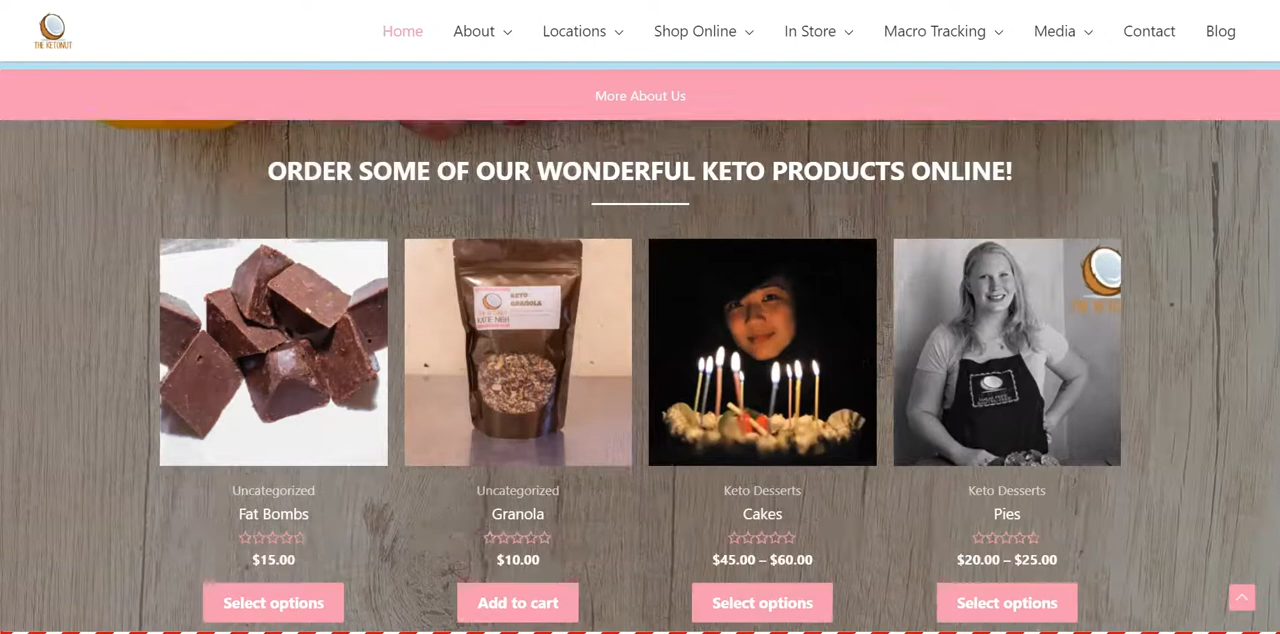 THE KETONUT
Home
About
Locations
Shop Online
In Store
Macro Tracking
Media
Contact
Blog
More About Us
ORDER SOME OF OUR WONDERFUL KETO PRODUCTS ONLINE!
KETO
GRANOLA
Uncategorized
Fat Bombs
$15.00
Select options
Uncategorized
Granola
$10.00
Add to cart
Keto Desserts
Cakes
$45.00 – $60.00
Select options
Keto Desserts
Pies
$20.00 – $25.00
Select options